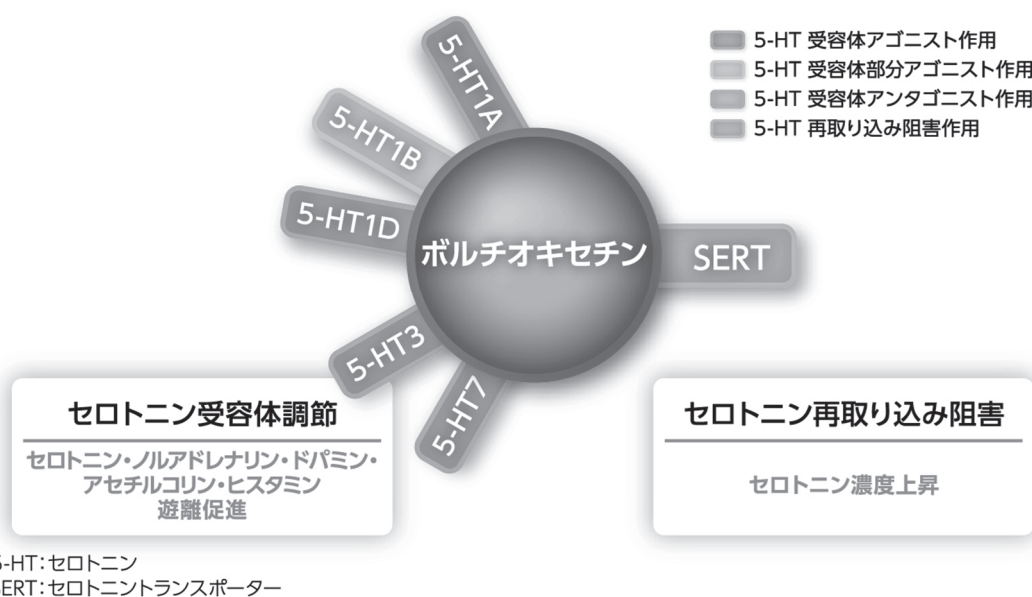 5-HT1A
5-HT1B
5-HT1D
5-HT3
5-HT7
ボルチオキセチン
SERT
5-HT 受容体アゴニスト作用
5-HT 受容体部分アゴニスト作用
5-HT 受容体アンタゴニスト作用
5-HT 再取り込み阻害作用
セロトニン受容体調節
セロトニン・ノルアドレナリン・ドパミン・
アセチルコリン・ヒスタミン
遊離促進
セロトニン再取り込み阻害
セロトニン濃度上昇
5-HT：セロトニン
SERT：セロトニントランスポーター